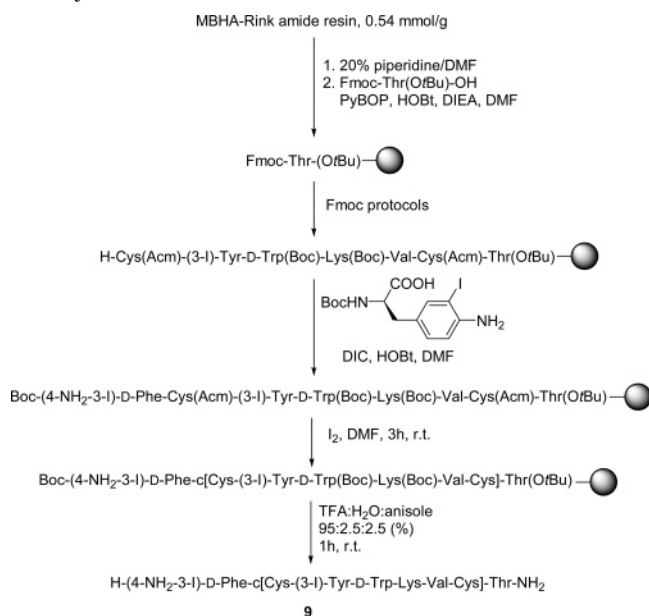 MBHA-Rink amide resin, 0.54 mmol/g
1. 20% piperidine/DMF
2. Fmoc-Thr(OtBu)-OH
PyBOP, HOBt, DIEA, DMF
Fmoc-Thr-(OtBu)
Fmoc protocols
H-Cys(Acm)-(3-I)-Tyr-D-Trp(Boc)-Lys(Boc)-Val-Cys(Acm)-Thr(OtBu)
COOH
I
BocHN
NH₂
DIC, HOBt, DMF
Boc-(4-NH₂-3-I)-D-Phe-Cys(Acm)-(3-I)-Tyr-D-Trp(Boc)-Lys(Boc)-Val-Cys(Acm)-Thr(OtBu)
I₂, DMF, 3h, r.t.
Boc-(4-NH₂-3-I)-D-Phe-c[Cys-(3-I)-Tyr-D-Trp(Boc)-Lys(Boc)-Val-Cys]-Thr(OtBu)
TFA:H₂O:anisole
95:2.5:2.5 (%)
1h, r.t.
H-(4-NH₂-3-I)-D-Phe-c[Cys-(3-I)-Tyr-D-Trp-Lys-Val-Cys]-Thr-NH₂
9